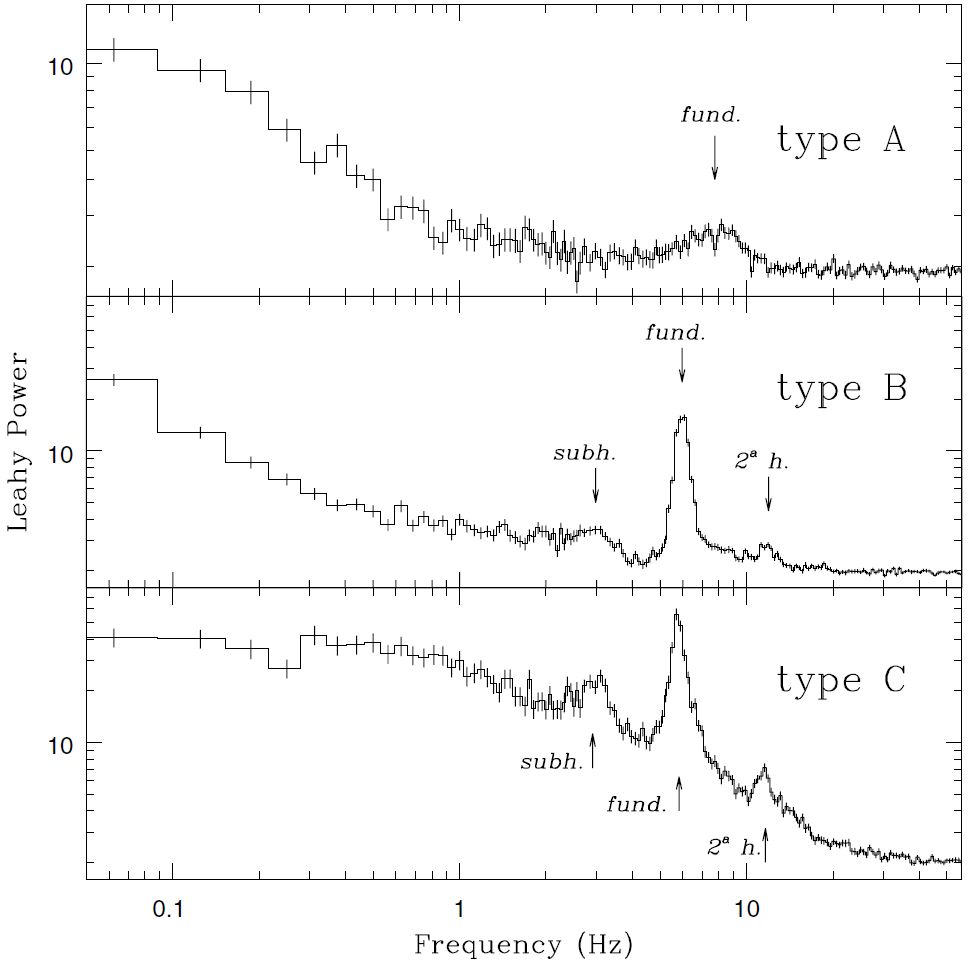 10
fund.
type A
Leahy Power
10
fund.
type B
subh.
2ª h.
10
type C
subh.
fund.
2ª h.
0.1 1 10
Frequency (Hz)